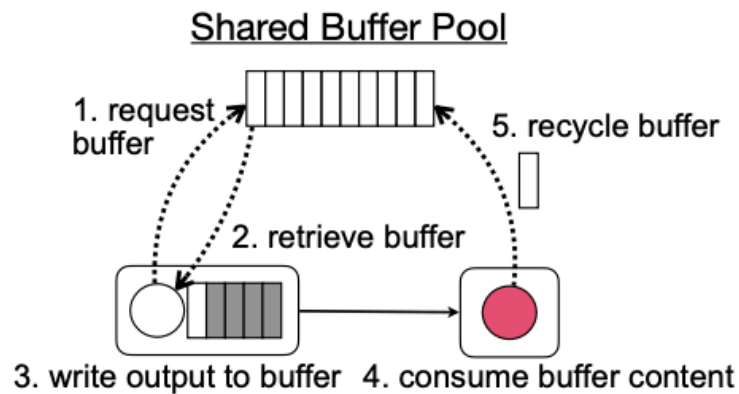 Shared Buffer Pool
1. request
buffer
5. recycle buffer
2. retrieve buffer
3. write output to buffer
4. consume buffer content